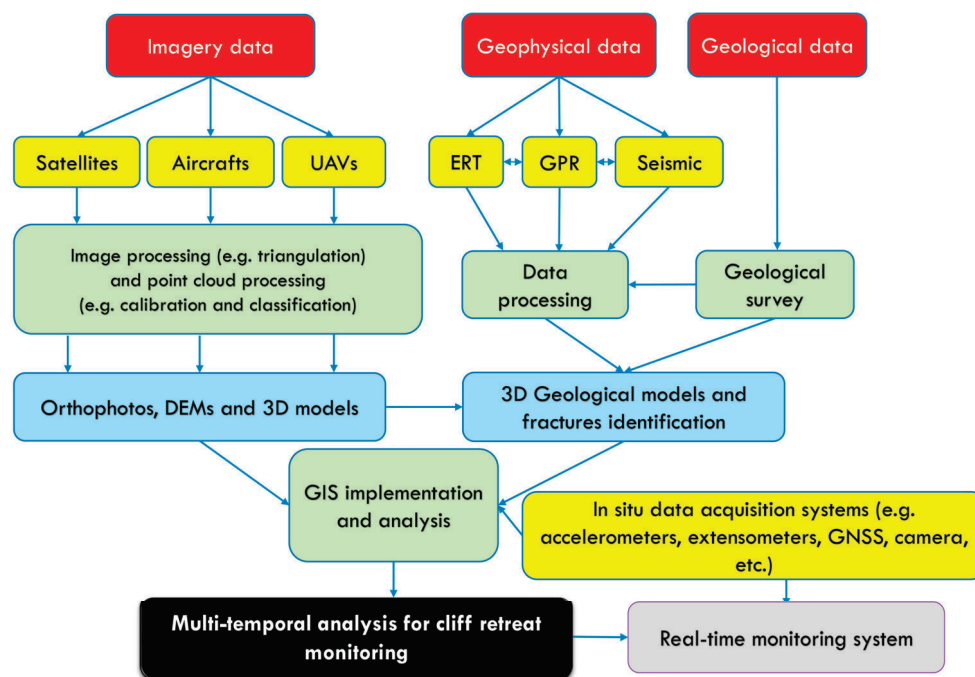 Imagery data
Geophysical data
Geological data
Satellites
Aircrafts
UAVs
ERT
GPR
Seismic
Image processing (e.g. triangulation)
and point cloud processing
(e.g. calibration and classification)
Data
processing
Geological
survey
Orthophotos, DEMs and 3D models
3D Geological models and
fractures identification
GIS implementation
and analysis
In situ data acquisition systems (e.g.
accelerometers, extensometers, GNSS, camera,
etc.)
Multi-temporal analysis for cliff retreat
monitoring
Real-time monitoring system